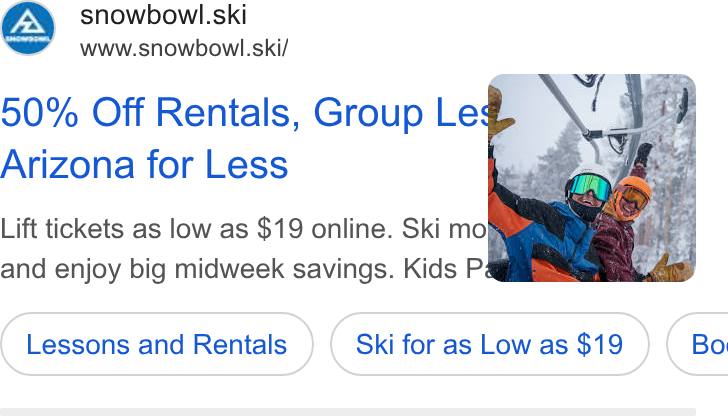 snowbowl.ski
www.snowbowl.ski/
50% Off Rentals, Group Les
Arizona for Less
Lift tickets as low as $19 online. Ski mo
and enjoy big midweek savings. Kids Pa
Lessons and Rentals
Ski for as Low as $19
Boo
SNOWBOWL